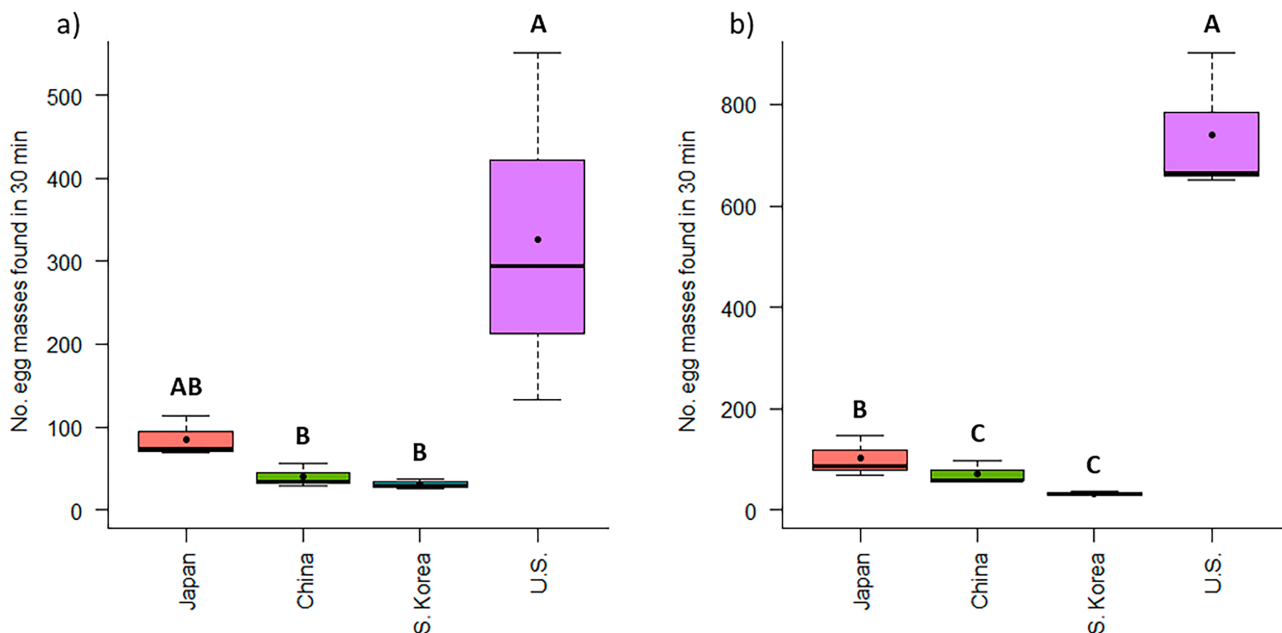 a)
No. egg masses found in 30 min
500
400
300
200
100
0
AB
B
B
A
Japan
China
S. Korea
U.S.
b)
No. egg masses found in 30 min
800
600
400
200
0
B
C
C
A
Japan
China
S. Korea
U.S.